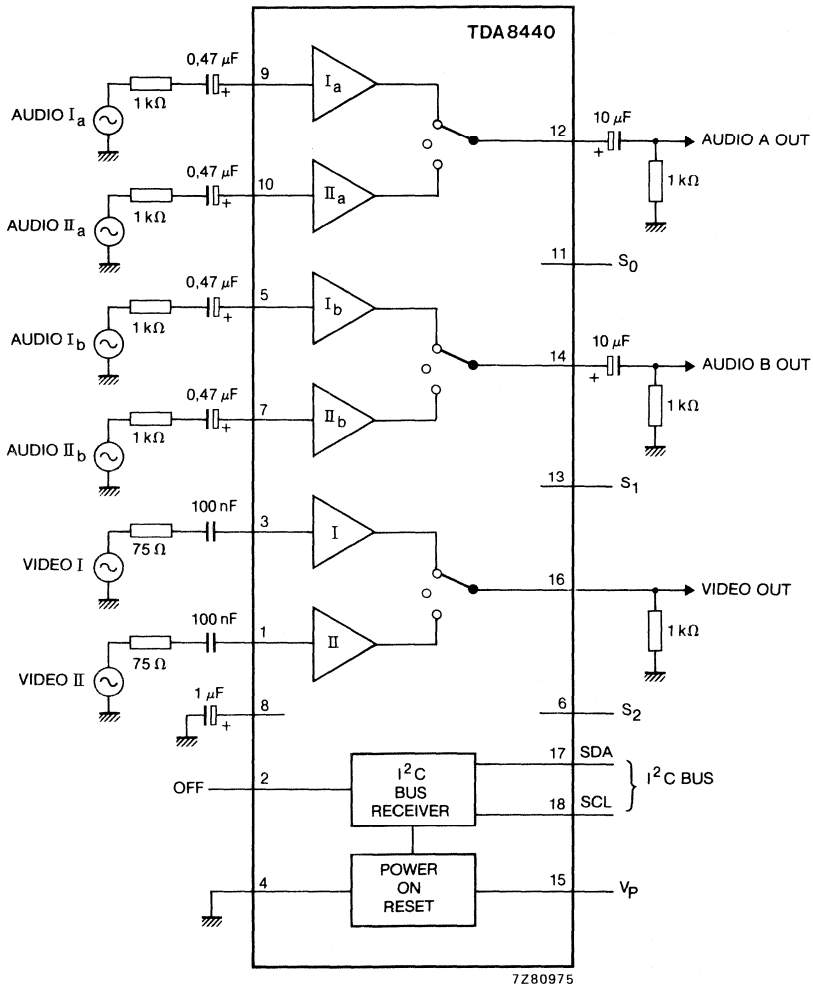 TDA8440
0,47 μF
9
Ia
1 kΩ
AUDIO Ia
10 μF
12
AUDIO A OUT
+
1 kΩ
0,47 μF
10
IIa
1 kΩ
AUDIO IIa
11
S0
0,47 μF
5
Ib
1 kΩ
AUDIO Ib
10 μF
14
AUDIO B OUT
+
1 kΩ
0,47 μF
7
IIb
1 kΩ
AUDIO IIb
13
S1
100 nF
3
I
75 Ω
VIDEO I
16
VIDEO OUT
1 kΩ
100 nF
1
II
75 Ω
VIDEO II
1 μF
8
+
6
S2
17
SDA
I²C BUS
18
SCL
OFF
2
I²C
BUS
RECEIVER
4
POWER
ON
RESET
15
VP
7Z80975